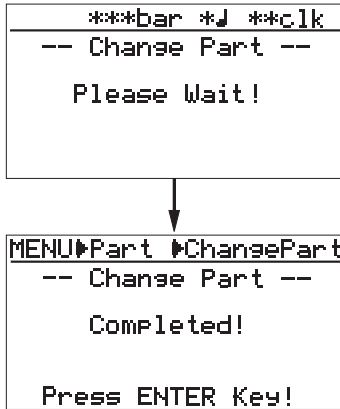 ***bar *♩ **clk
-- Change Part --
Please Wait!
MENU▶Part ▶ChangePart
-- Change Part --
Completed!
Press ENTER Key!